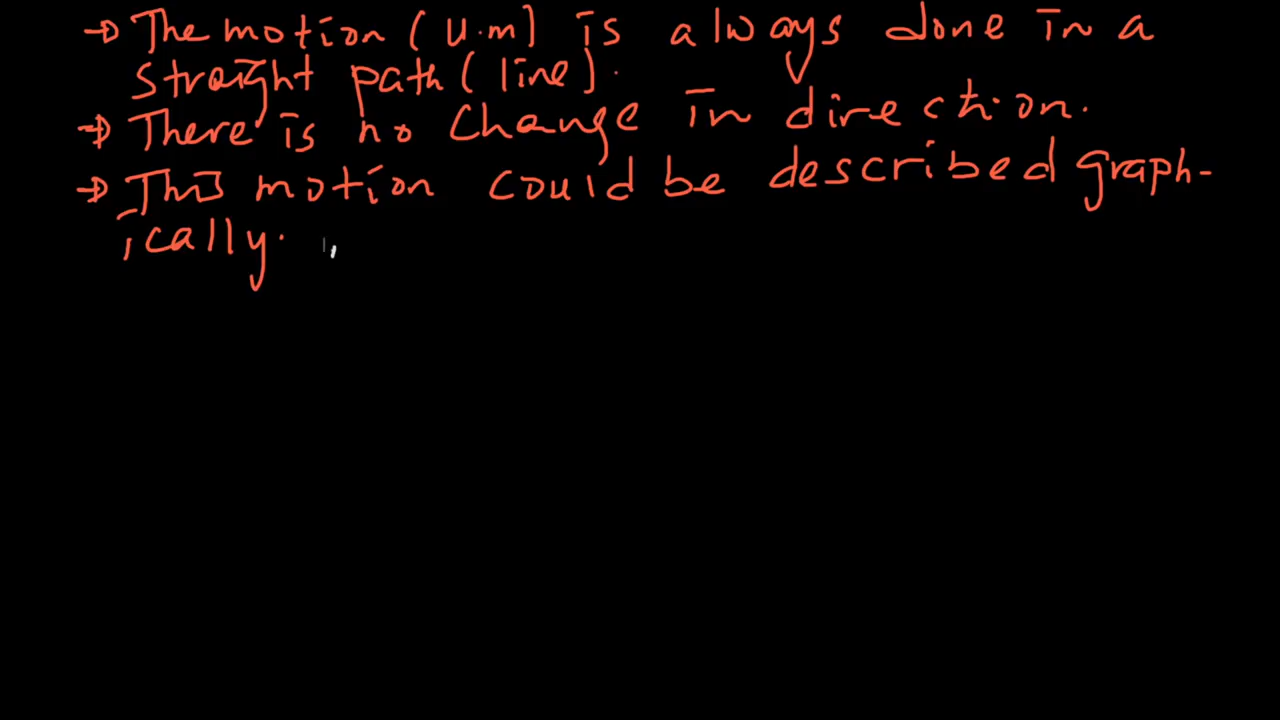 → The motion (U.m) is always done in a
straight path (line).
→ There is no change in direction.
→ This motion could be described graph-
ically.